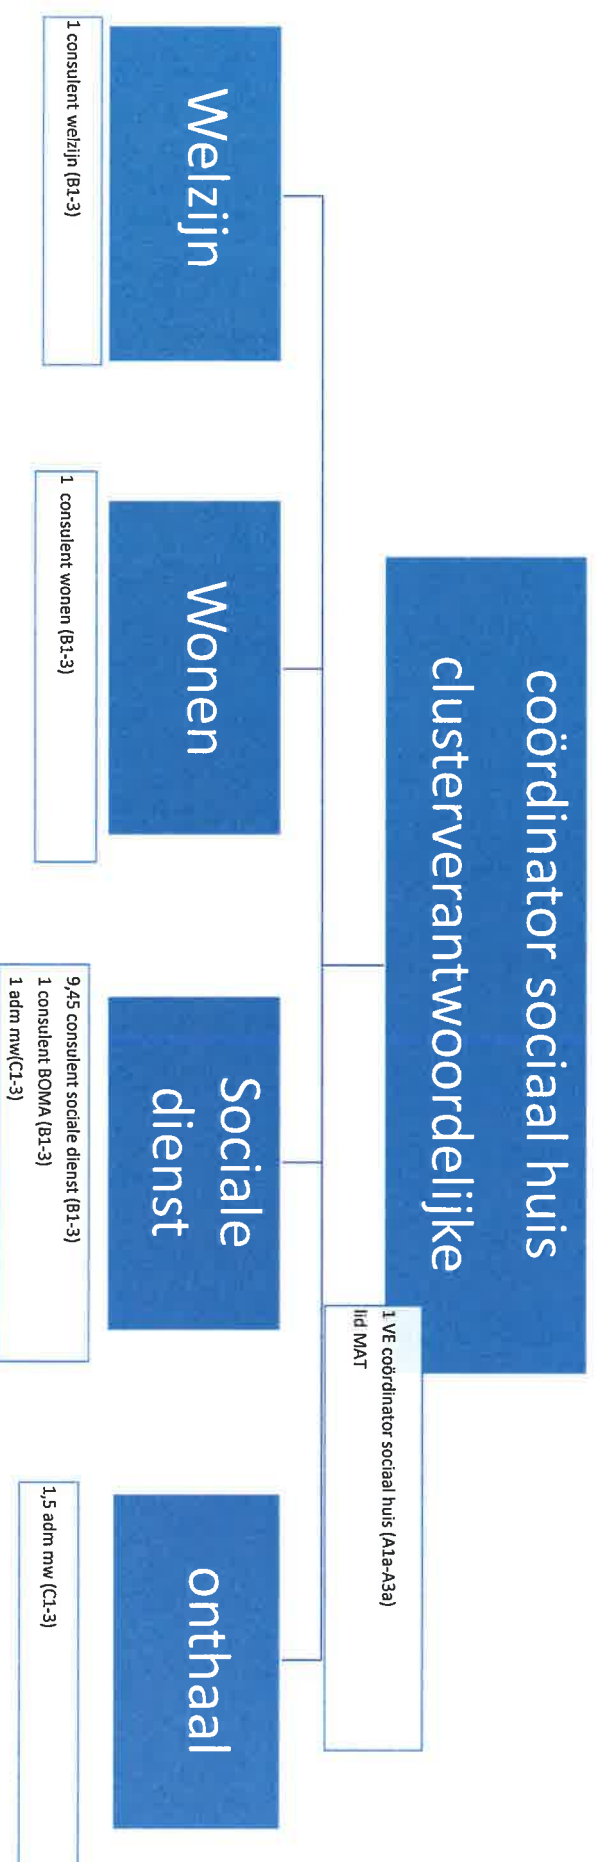 coördinator sociaal huis
clusterverantwoordelijke
1 VE coördinator sociaal huis (A1a-A3a)
lid MAT
Welzijn
1 consulent welzijn (B1-3)
Wonen
1 consulent wonen (B1-3)
Sociale
dienst
9,45 consulent sociale dienst (B1-3)
1 consulent BOMA (B1-3)
1 adm mw(C1-3)
onthaal
1,5 adm mw (C1-3)